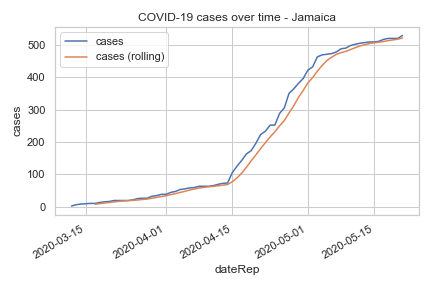 COVID-19 cases over time - Jamaica
cases
cases (rolling)
500
400
300
200
100
0
cases
2020-03-15
2020-04-01
2020-04-15
2020-05-01
2020-05-15
dateRep